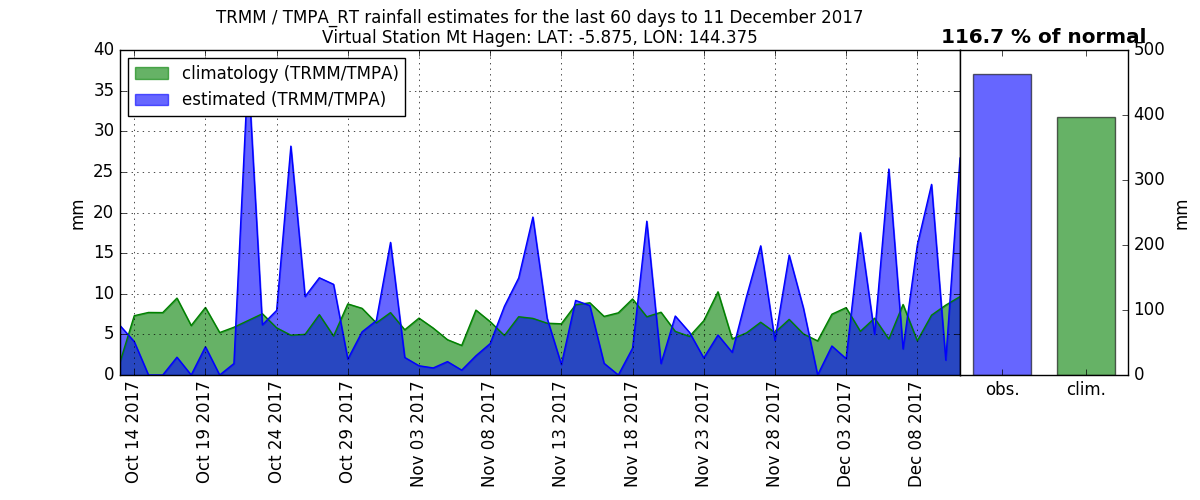 TRMM / TMPA_RT rainfall estimates for the last 60 days to 11 December 2017
Virtual Station Mt Hagen: LAT: -5.875, LON: 144.375
116.7 % of normal
climatology (TRMM/TMPA)
estimated (TRMM/TMPA)
mm
40
35
30
25
20
15
10
5
0
Oct 14 2017
Oct 19 2017
Oct 24 2017
Oct 29 2017
Nov 03 2017
Nov 08 2017
Nov 13 2017
Nov 18 2017
Nov 23 2017
Nov 28 2017
Dec 03 2017
Dec 08 2017
obs.
clim.
500
400
300
200
100
0
mm